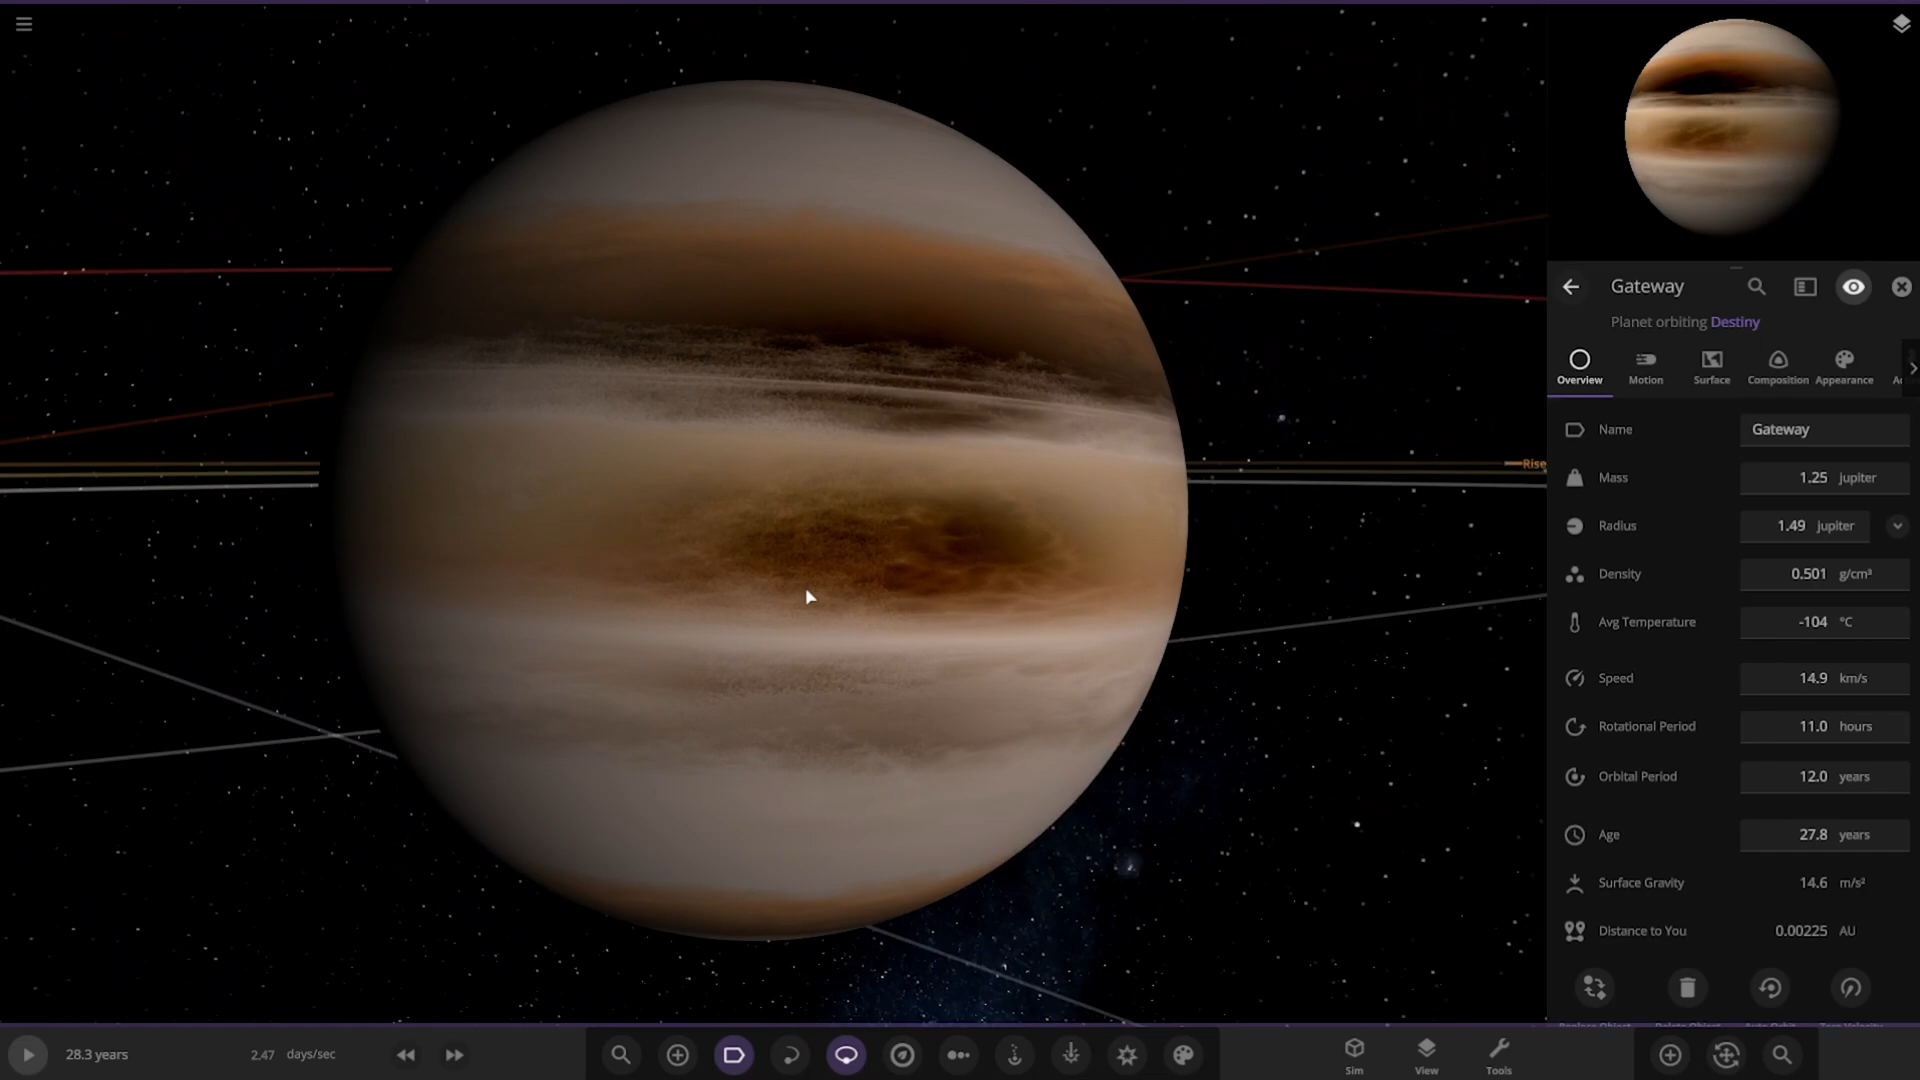 Gateway
Planet orbiting Destiny
Overview
Motion
Surface
Composition
Appearance
Name Gateway
Mass 1.25 jupiter
Radius 1.49 jupiter
Density 0.501 g/cm³
Avg Temperature -104 °C
Speed 14.9 km/s
Rotational Period 11.0 hours
Orbital Period 12.0 years
Age 27.8 years
Surface Gravity 14.6 m/s²
Distance to You 0.00225 AU
Rise
28.3 years
2.47 days/sec
Sim
View
Tools